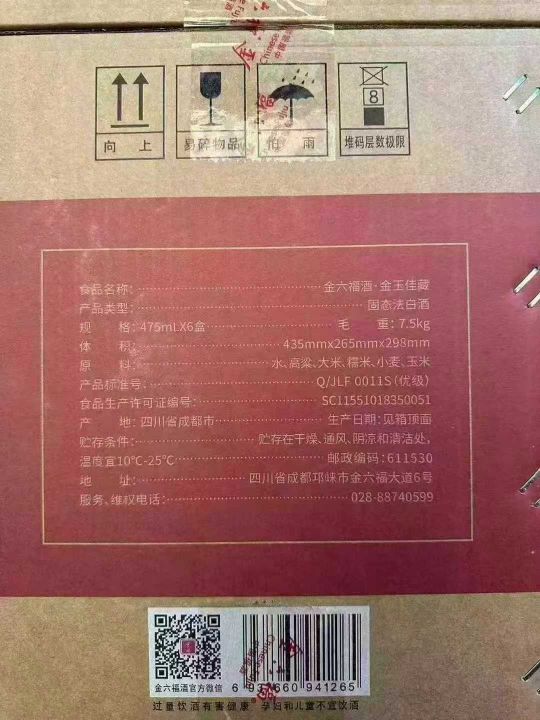 向 上
易碎物品
怕 雨
8
堆码层数极限
食品名称：金六福酒·金玉佳藏
产品类型：固态法白酒
规 格：475mLX6盒 毛 重：7.5kg
体 积：435mmx265mmx298mm
原 料：水、高粱、大米、糯米、小麦、玉米
产品标准号：Q/JLF 0011S（优级）
食品生产许可证编号：SC11551018350051
产 地：四川省成都市 生产日期：见箱顶面
贮存条件：贮存在干燥、通风、阴凉和清洁处，
温度宜10℃-25℃ 邮政编码：611530
地 址：四川省成都邛崃市金六福大道6号
服务、维权电话：028-88740599
金六福酒官方微信
6 937660 941265
过量饮酒有害健康 孕妇和儿童不宜饮酒